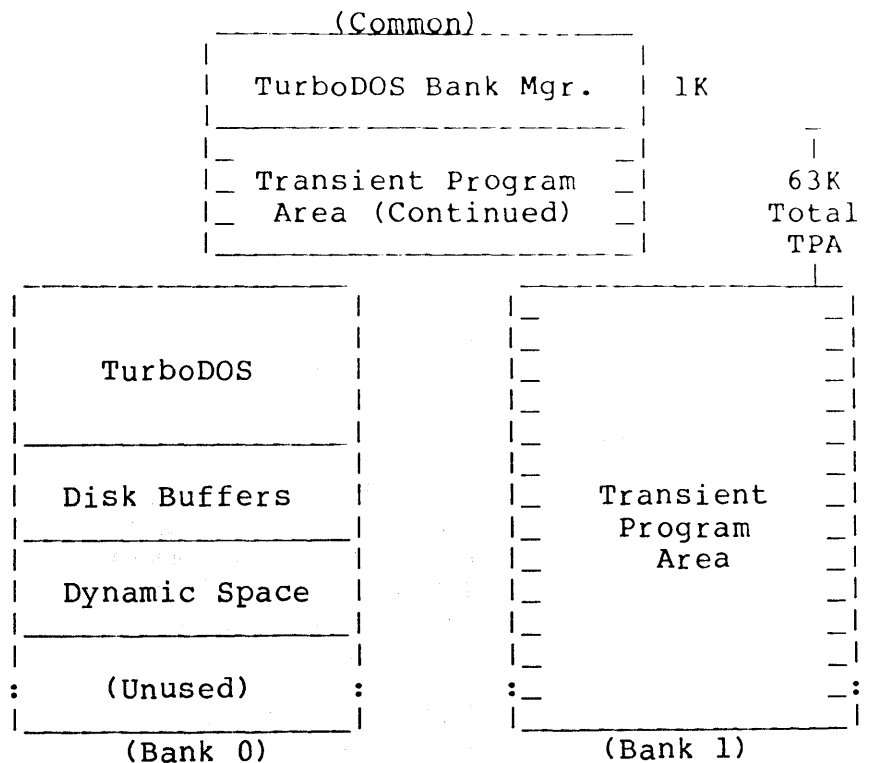 (Common)
TurboDOS Bank Mgr. 1K
Transient Program
Area (Continued)
63K
Total
TPA
TurboDOS
Disk Buffers
Dynamic Space
(Unused)
(Bank 0)
Transient
Program
Area
(Bank 1)